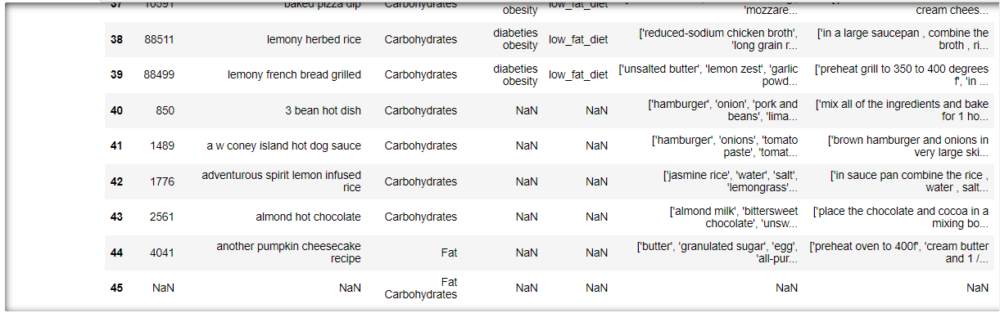 37 10591 baked pizza dip Carbohydrates obesity low_fat_diet 'mozzare... cream chees...
38 88511 lemony herbed rice Carbohydrates diabeties obesity low_fat_diet ['reduced-sodium chicken broth', 'long grain r... ['in a large saucepan , combine the broth , ri...
39 88499 lemony french bread grilled Carbohydrates diabeties obesity low_fat_diet ['unsalted butter', 'lemon zest', 'garlic powd... ['preheat grill to 350 to 400 degrees f', 'in ...
40 850 3 bean hot dish Carbohydrates NaN NaN ['hamburger', 'onion', 'pork and beans', 'lima... ['mix all of the ingredients and bake for 1 ho...
41 1489 a w coney island hot dog sauce Carbohydrates NaN NaN ['hamburger', 'onions', 'tomato paste', 'tomat... ['brown hamburger and onions in very large ski...
42 1776 adventurous spirit lemon infused rice Carbohydrates NaN NaN ['jasmine rice', 'water', 'salt', 'lemongrass'... ['in sauce pan combine the rice , water , salt...
43 2561 almond hot chocolate Carbohydrates NaN NaN ['almond milk', 'bittersweet chocolate', 'unsw... ['place the chocolate and cocoa in a mixing bo...
44 4041 another pumpkin cheesecake recipe Fat NaN NaN ['butter', 'granulated sugar', 'egg', 'all-pur... ['preheat oven to 400f', 'cream butter and 1 /...
45 NaN NaN Fat Carbohydrates NaN NaN NaN NaN